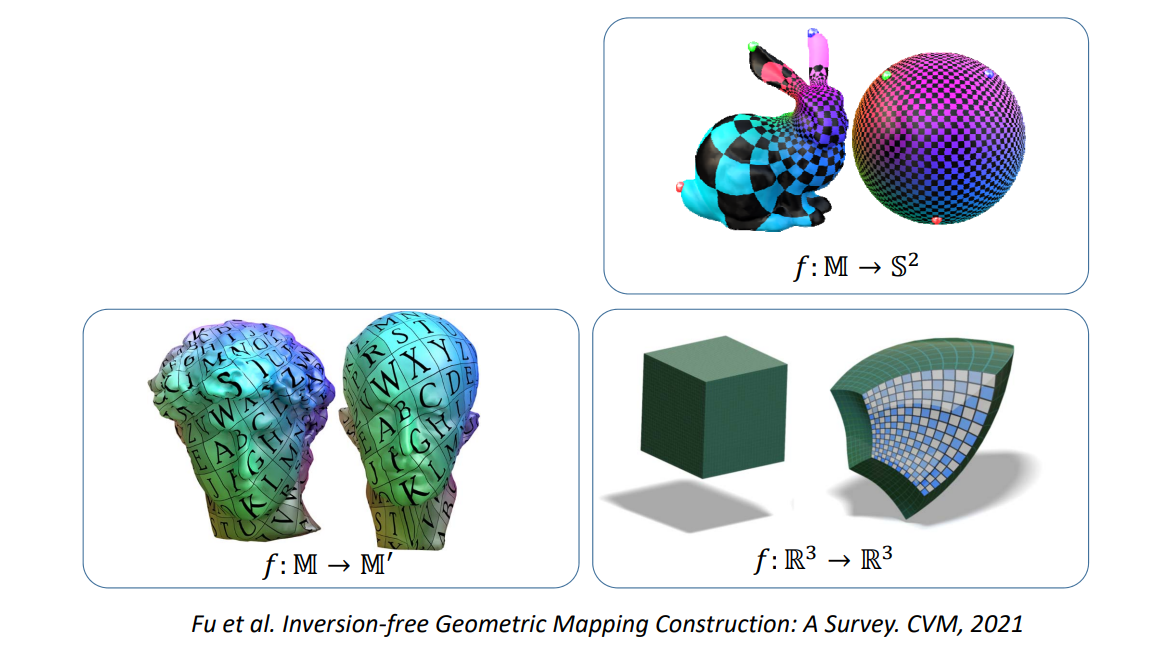 f: 𝕄 → 𝕊²
f: 𝕄 → 𝕄′
f: ℝ³ → ℝ³
Fu et al. Inversion-free Geometric Mapping Construction: A Survey. CVM, 2021